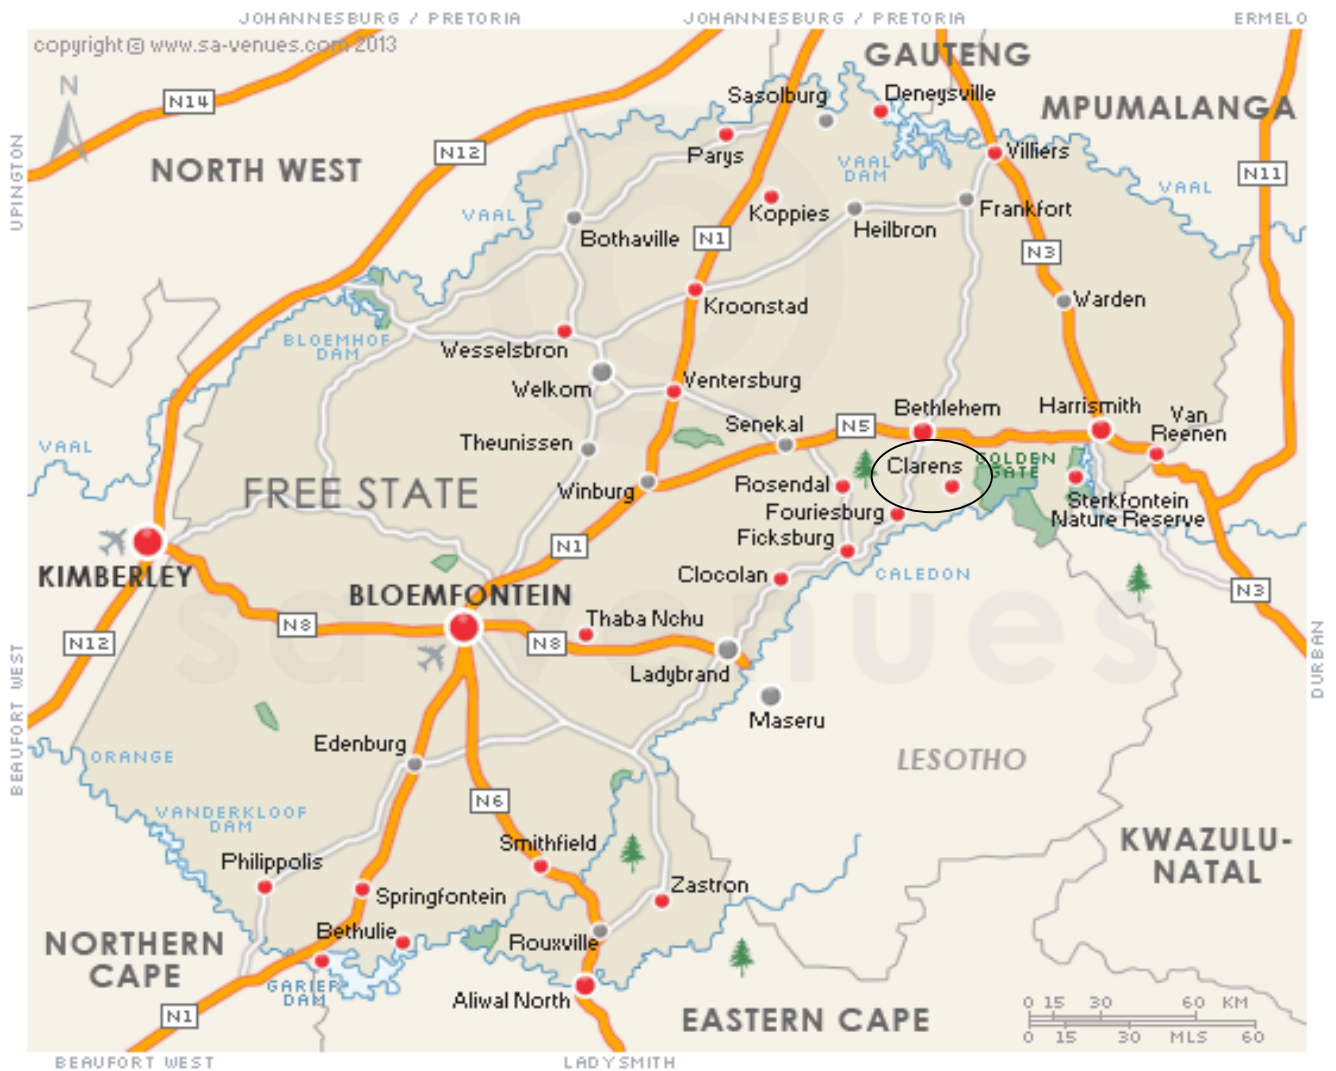 JOHANNESBURG / PRETORIA
JOHANNESBURG / PRETORIA
ERMELO
copyright © www.sa-venues.com 2013
GAUTENG
N
N14
Sasolburg
Deneysville
MPUMALANGA
UPINGTON
NORTH WEST
N12
Parys
VAAL
DAM
Villiers
N11
VAAL
VAAL
Koppies
Frankfort
Bothaville
N1
Heilbron
N3
Kroonstad
Warden
BLOEMHOF
DAM
Wesselsbron
Welkom
Ventersburg
Bethlehem
Harrismith
Van
Reenen
Senekal
N5
VAAL
Theunissen
Clarens
GOLDEN
GATE
FREE STATE
Winburg
Rosendal
Sterkfontein
Nature Reserve
Fouriesburg
Ficksburg
N1
KIMBERLEY
Clocolan
CALEDON
BLOEMFONTEIN
N3
sa-venues
Thaba Nchu
N8
N8
N12
Ladybrand
DURBAN
BEAUFORT WEST
Maseru
Edenburg
ORANGE
LESOTHO
N6
VANDERKLOOF
DAM
Smithfield
KWAZULU-
NATAL
Philippolis
Springfontein
Zastron
Bethulie
Rouxville
NORTHERN
CAPE
GARIEP
DAM
Aliwal North
N1
EASTERN CAPE
0 15 30 60 KM
0 15 30 MLS 60
BEAUFORT WEST
LADYSMITH